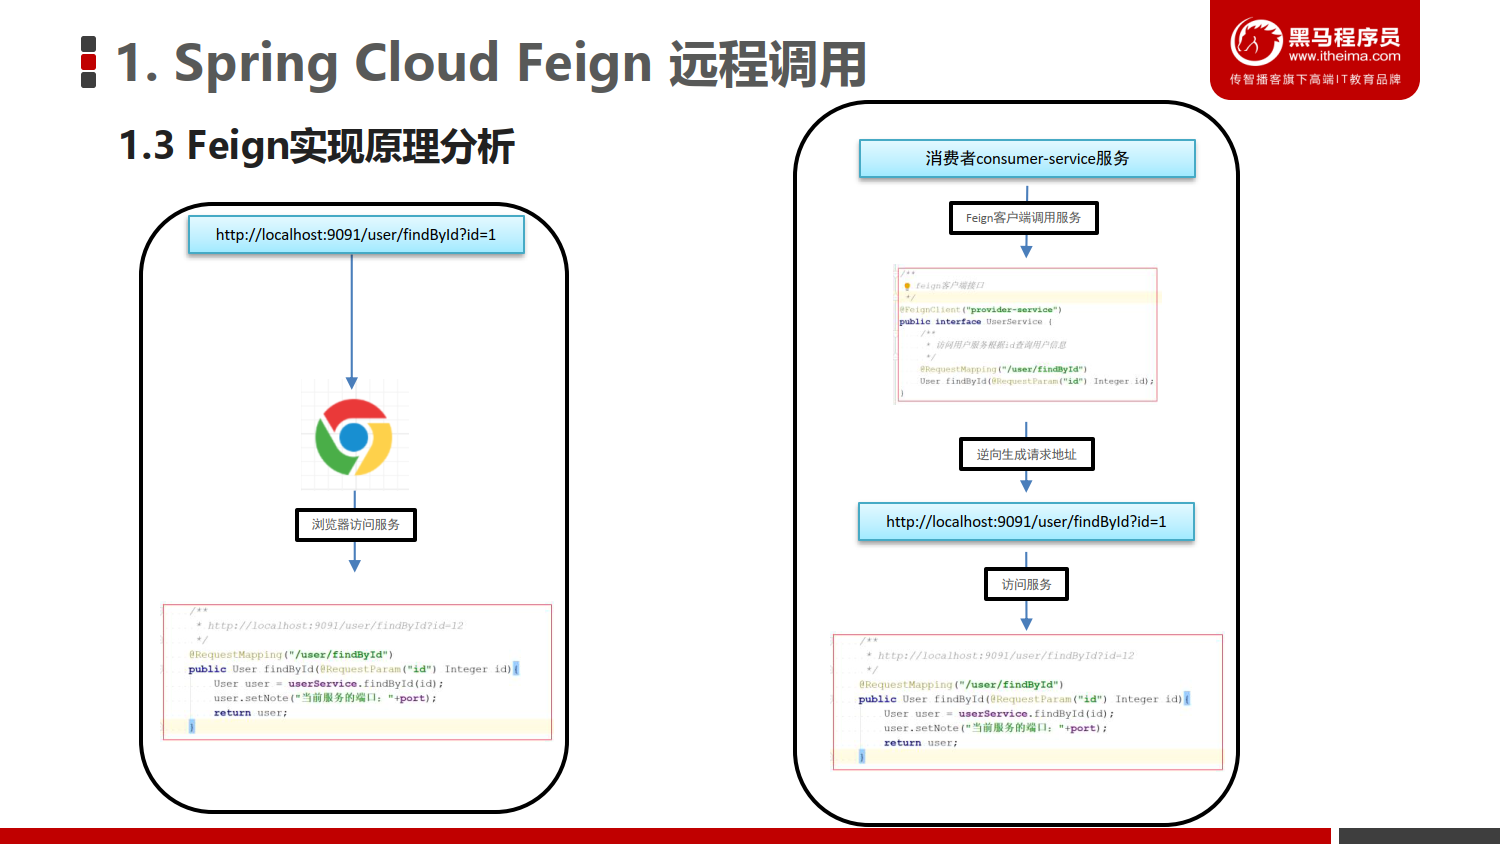 1. Spring Cloud Feign 远程调用
黑马程序员
www.itheima.com
传智播客旗下高端IT教育品牌
1.3 Feign实现原理分析
http://localhost:9091/user/findById?id=1
浏览器访问服务
/**
* http://localhost:9091/user/findById?id=12
*/
@RequestMapping("/user/findById")
public User findById(@RequestParam("id") Integer id){
User user = userService.findById(id);
user.setNote("当前服务的端口: "+port);
return user;
}
消费者consumer-service服务
Feign客户端调用服务
/**
feign客户端接口
*/
@FeignClient("provider-service")
public interface UserService {
/**
* 访问用户服务根据id查询用户信息
*/
@RequestMapping("/user/findById")
User findById(@RequestParam("id") Integer id);
}
逆向生成请求地址
http://localhost:9091/user/findById?id=1
访问服务
/**
* http://localhost:9091/user/findById?id=12
*/
@RequestMapping("/user/findById")
public User findById(@RequestParam("id") Integer id){
User user = userService.findById(id);
user.setNote("当前服务的端口: "+port);
return user;
}